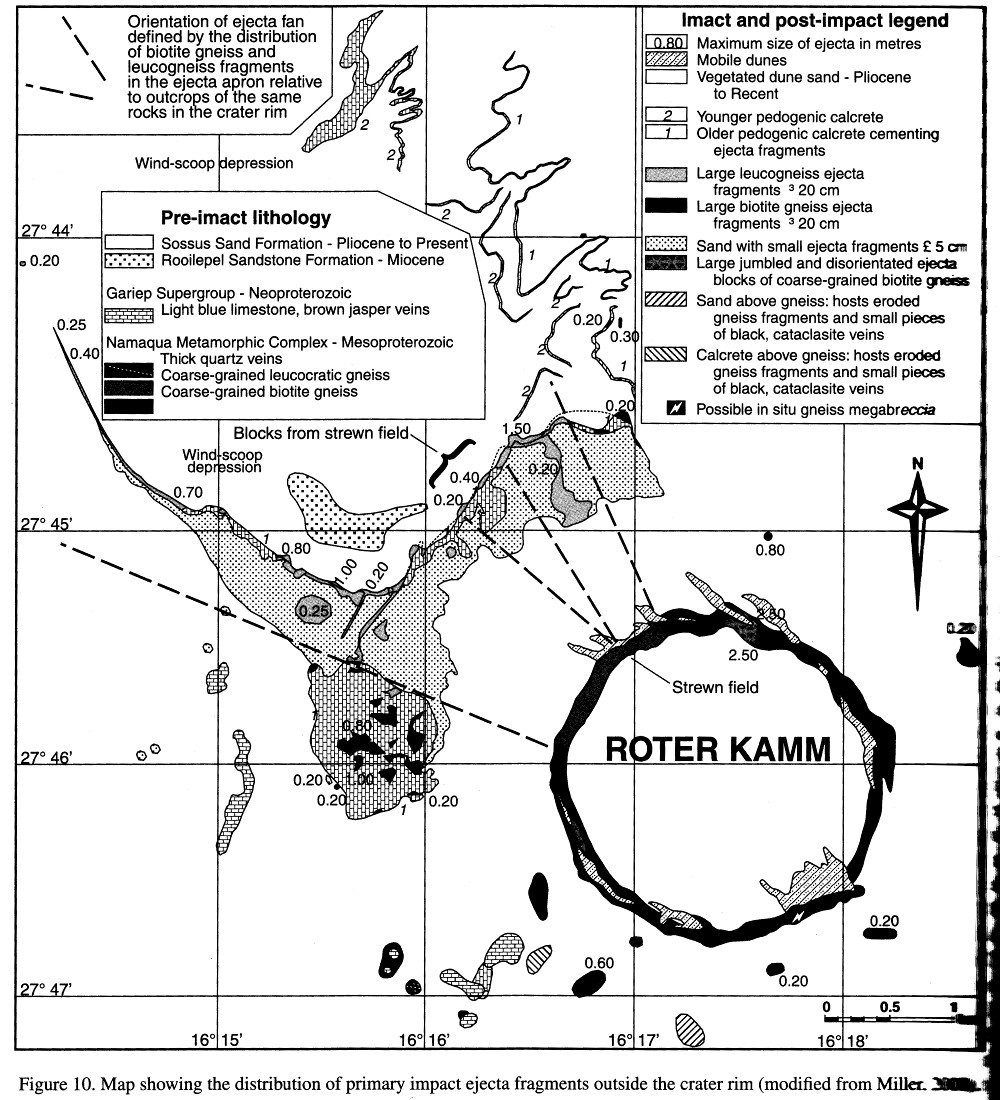 Orientation of ejecta fan
defined by the distribution
of biotite gneiss and
leucogneiss fragments
in the ejecta apron relative
to outcrops of the same
rocks in the crater rim
Imact and post-impact legend
0.80 Maximum size of ejecta in metres
Mobile dunes
Vegetated dune sand - Pliocene
to Recent
2 Younger pedogenic calcrete
1 Older pedogenic calcrete cementing
ejecta fragments
Large leucogneiss ejecta
fragments ³ 20 cm
Large biotite gneiss ejecta
fragments ³ 20 cm
Sand with small ejecta fragments £ 5 cm
Large jumbled and disorientated ejecta
blocks of coarse-grained biotite gneiss
Sand above gneiss: hosts eroded
gneiss fragments and small pieces
of black, cataclasite veins
Calcrete above gneiss: hosts eroded
gneiss fragments and small pieces
of black, cataclasite veins
Possible in situ gneiss megabreccia
2
2
1
Wind-scoop depression
Pre-imact lithology
Sossus Sand Formation - Pliocene to Present
Rooilepel Sandstone Formation - Miocene
Gariep Supergroup - Neoproterozoic
Light blue limestone, brown jasper veins
Namaqua Metamorphic Complex - Mesoproterozoic
Thick quartz veins
Coarse-grained leucocratic gneiss
Coarse-grained biotite gneiss
2
27° 44'
0.20
1
1
2
0.25
0.40
0.20
0.30
2
1
2
0.20
1.50
Blocks from strewn field
Wind-scoop
depression
0.20
0.40
0.70
0.20
N
27° 45'
1
0.80
1.00
0.20
0.80
0.25
2.50
0.20
2.50
Strewn field
1
0.80
ROTER KAMM
27° 46'
0.20
1.00
0.20
0.20
1
0.20
0.60
0.20
27° 47'
0 0.5 1
16° 15' 16° 16' 16° 17' 16° 18'
Figure 10. Map showing the distribution of primary impact ejecta fragments outside the crater rim (modified from Miller.